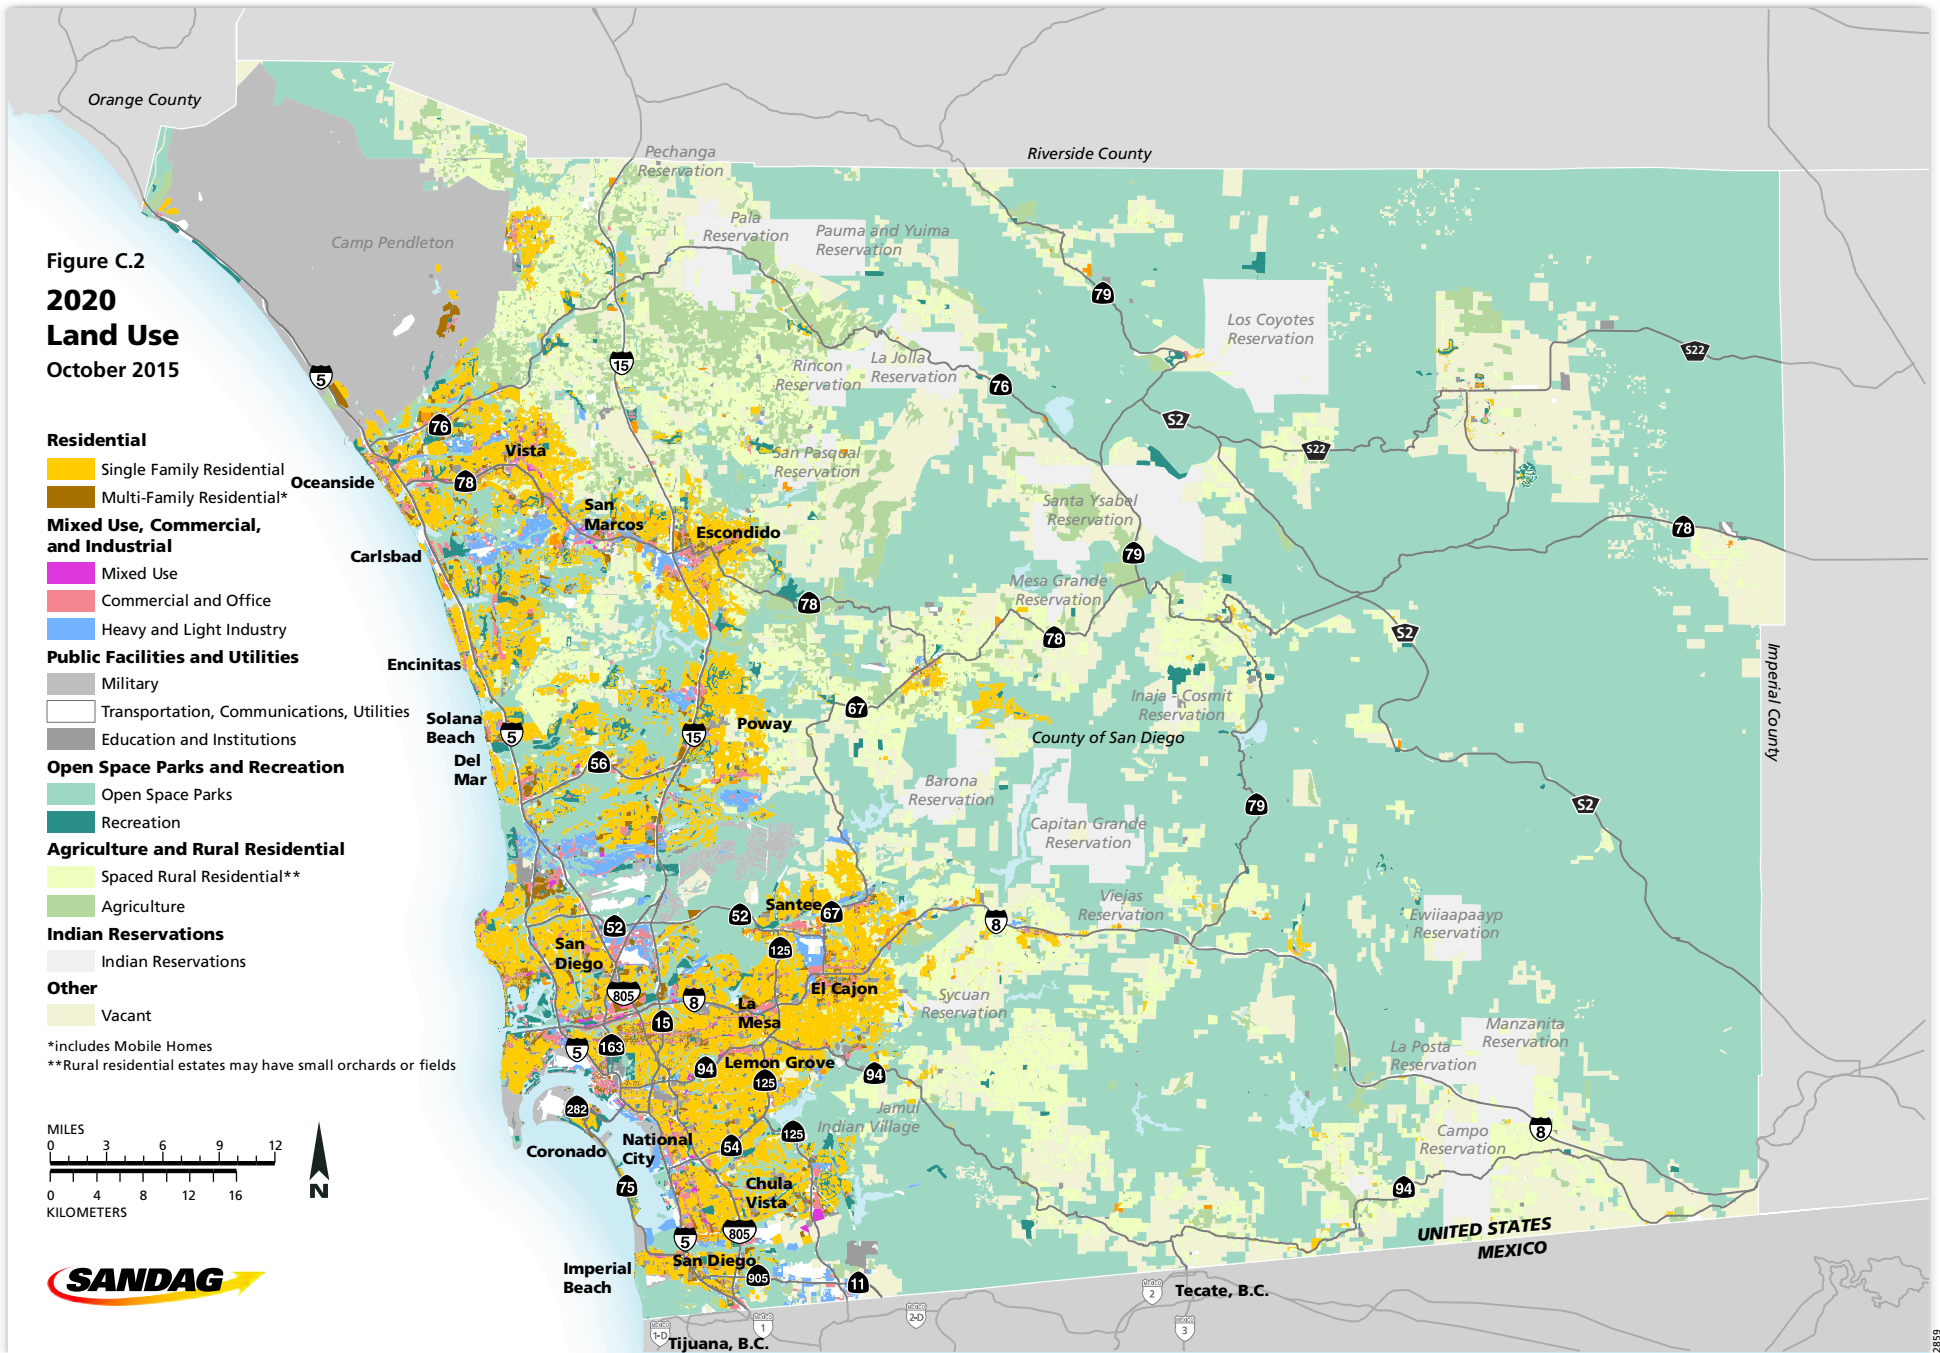 Orange County
Riverside County
Pechanga
Reservation
Camp Pendleton
Pala
Reservation
Pauma and Yuima
Reservation
Figure C.2
2020
Land Use
October 2015
79
Los Coyotes
Reservation
S22
5
15
Rincon
Reservation
La Jolla
Reservation
76
76
S2
S22
Residential
Single Family Residential
Multi-Family Residential*
Mixed Use, Commercial,
and Industrial
Mixed Use
Commercial and Office
Heavy and Light Industry
Public Facilities and Utilities
Military
Transportation, Communications, Utilities
Education and Institutions
Open Space Parks and Recreation
Open Space Parks
Recreation
Agriculture and Rural Residential
Spaced Rural Residential**
Agriculture
Indian Reservations
Indian Reservations
Other
Vacant
*includes Mobile Homes
**Rural residential estates may have small orchards or fields
Vista
Oceanside
78
San Pasqual
Reservation
San
Marcos
Escondido
Santa Ysabel
Reservation
78
79
Carlsbad
Mesa Grande
Reservation
78
78
S2
Encinitas
Imperial County
Inaja - Cosmit
Reservation
67
Solana
Beach
5
15
Poway
County of San Diego
Del
Mar
56
Barona
Reservation
79
S2
Capitan Grande
Reservation
Viejas
Reservation
Ewiiaapaayp
Reservation
Santee
67
52
52
8
San
Diego
125
El Cajon
805
8
La
Mesa
Sycuan
Reservation
15
Manzanita
Reservation
La Posta
Reservation
5
163
94
Lemon Grove
125
94
282
Jamul
Indian Village
Campo
Reservation
8
Coronado
National
City
54
125
75
Chula
Vista
94
5
805
Imperial
Beach
San Diego
905
11
UNITED STATES
MEXICO
MEXICO
2
Tecate, B.C.
MEXICO
1-D
MEXICO
1
MEXICO
2-D
MEXICO
3
Tijuana, B.C.
MILES
0 3 6 9 12
0 4 8 12 16
KILOMETERS
N
SANDAG
2859